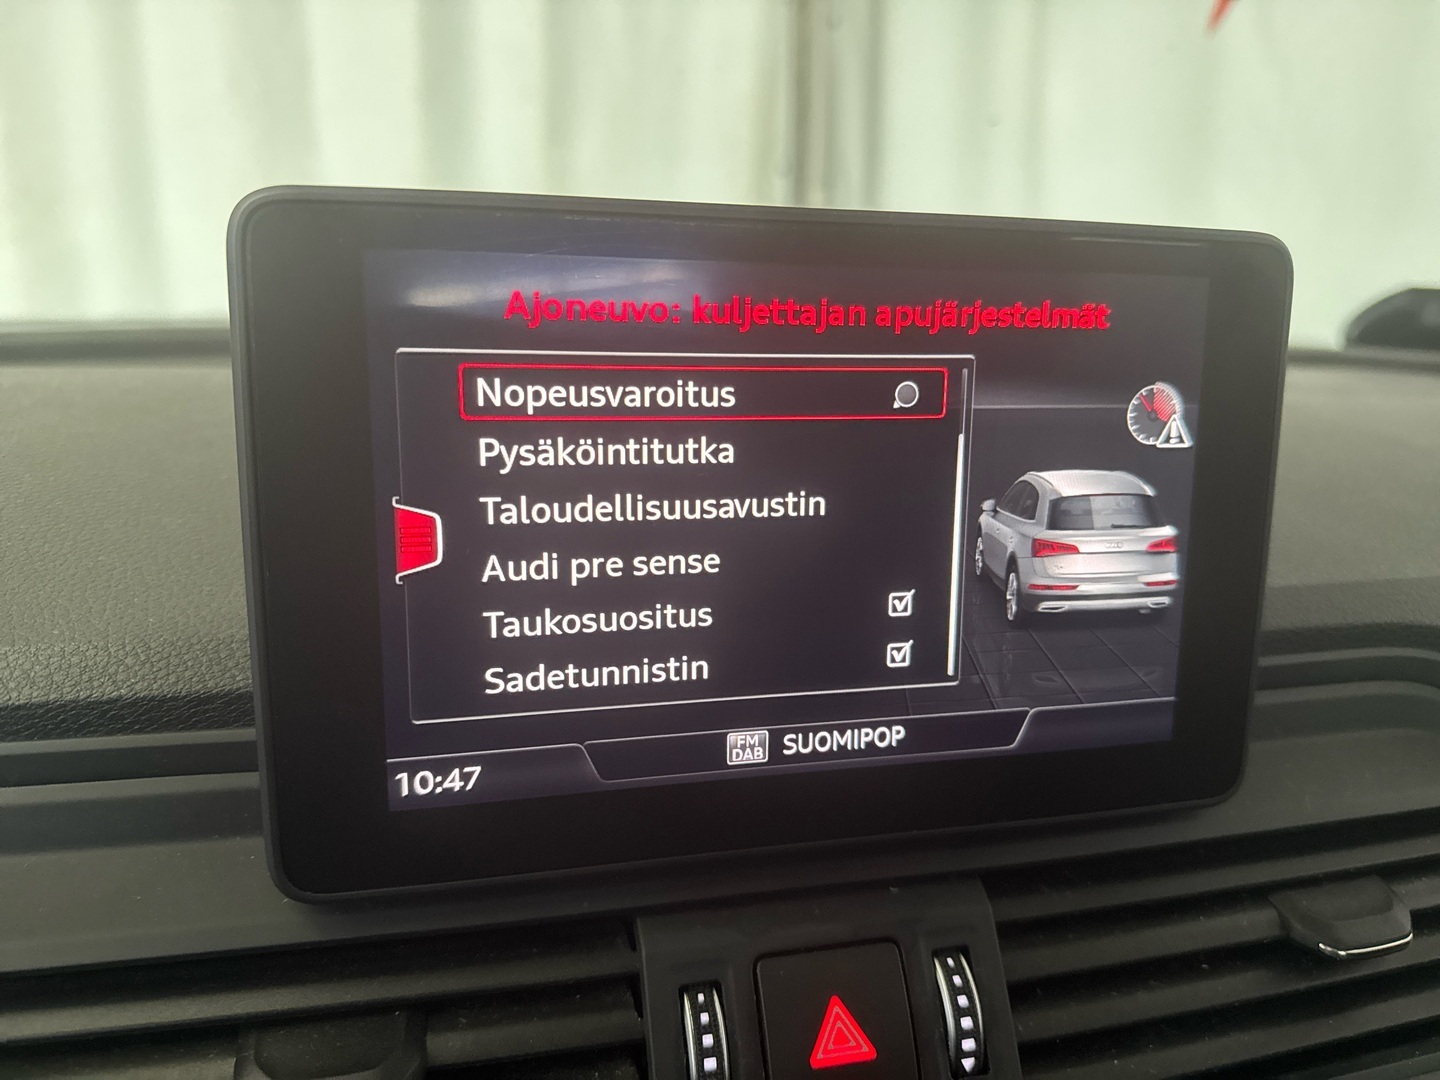 Ajoneuvo: kuljettajan apujärjestelmät
Nopeusvaroitus
Pysäköintitutka
Taloudellisuusavustin
Audi pre sense
Taukosuositus
Sadetunnistin
FM
DAB
SUOMIPOP
10:47